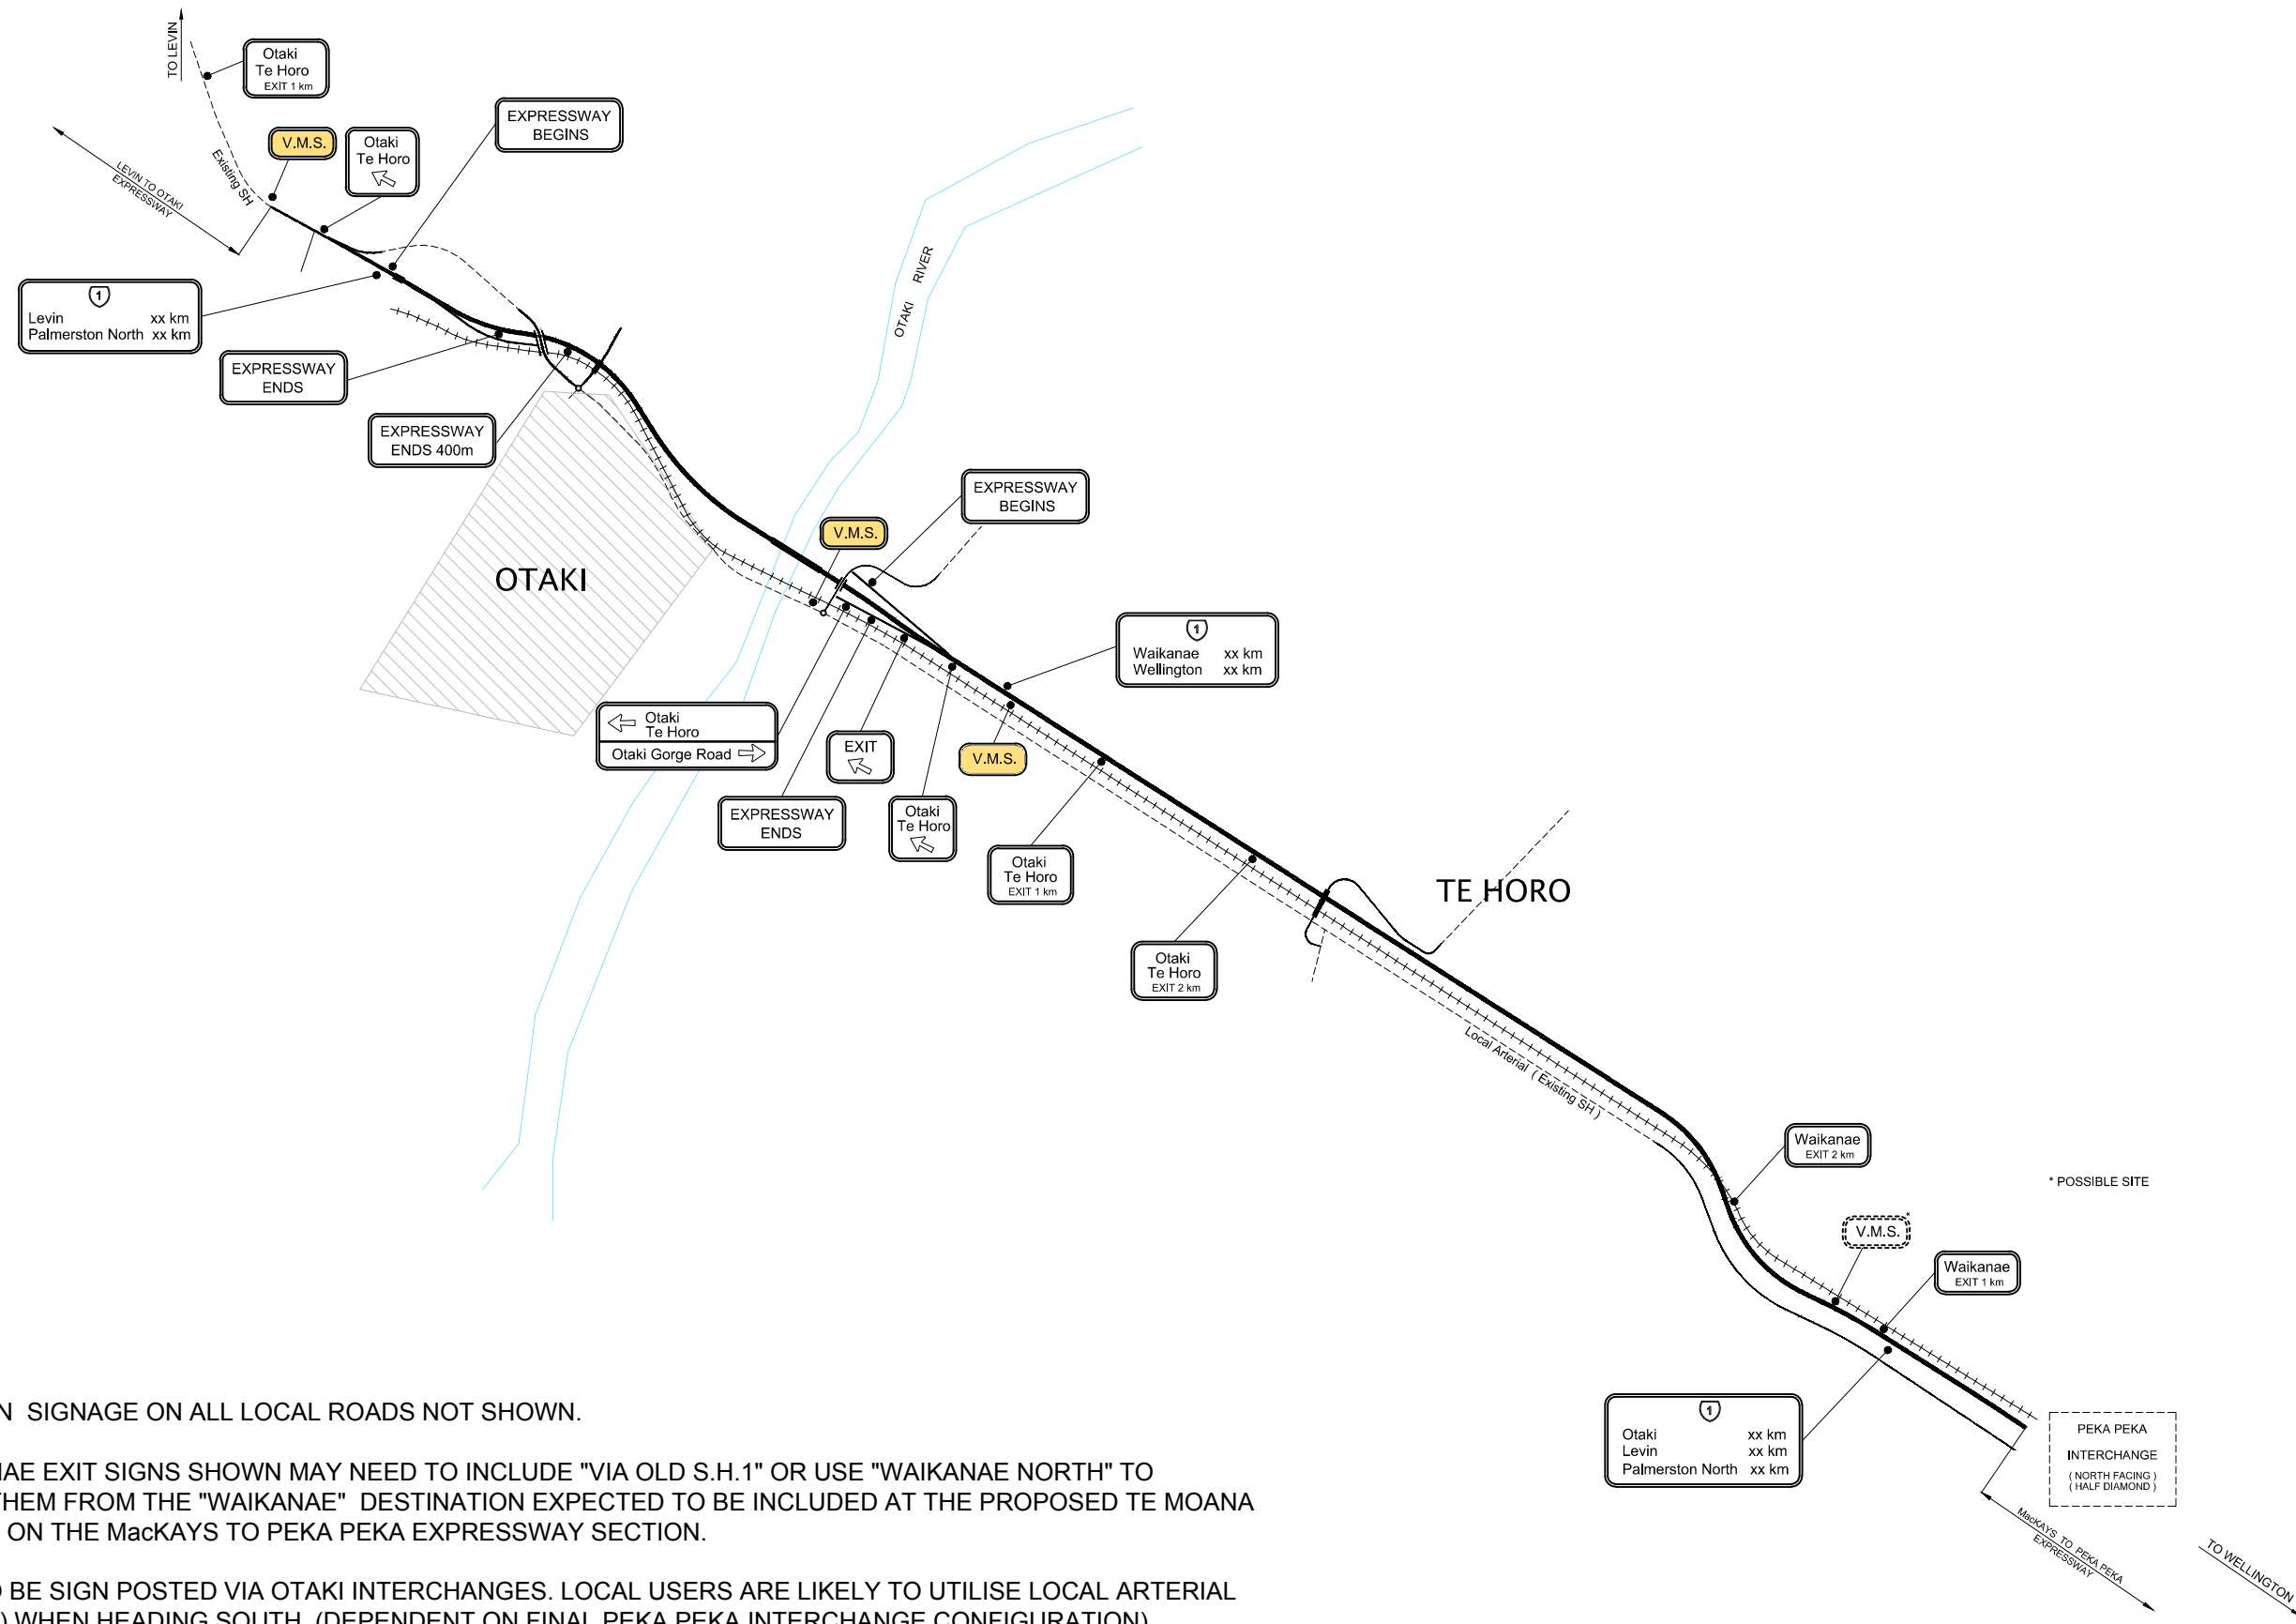 TO LEVIN
Otaki
Te Horo
EXIT 1 km
EXPRESSWAY
BEGINS
V.M.S.
Otaki
Te Horo
Existing SH
LEVIN TO OTAKI
EXPRESSWAY
1
Levin xx km
Palmerston North xx km
EXPRESSWAY
ENDS
EXPRESSWAY
ENDS 400m
OTAKI RIVER
OTAKI
EXPRESSWAY
BEGINS
V.M.S.
1
Waikanae xx km
Wellington xx km
Otaki
Te Horo
Otaki Gorge Road
EXIT
V.M.S.
EXPRESSWAY
ENDS
Otaki
Te Horo
Otaki
Te Horo
EXIT 1 km
TE HORO
Otaki
Te Horo
EXIT 2 km
Local Arterial ( Existing SH )
Waikanae
EXIT 2 km
* POSSIBLE SITE
V.M.S. *
Waikanae
EXIT 1 km
1
Otaki xx km
Levin xx km
Palmerston North xx km
PEKA PEKA
INTERCHANGE
( NORTH FACING )
( HALF DIAMOND )
MacKAYS TO PEKA PEKA
EXPRESSWAY
TO WELLINGTON
N SIGNAGE ON ALL LOCAL ROADS NOT SHOWN.
NAE EXIT SIGNS SHOWN MAY NEED TO INCLUDE "VIA OLD S.H.1" OR USE "WAIKANAE NORTH" TO
THEM FROM THE "WAIKANAE" DESTINATION EXPECTED TO BE INCLUDED AT THE PROPOSED TE MOANA
ON THE MacKAYS TO PEKA PEKA EXPRESSWAY SECTION.
BE SIGN POSTED VIA OTAKI INTERCHANGES. LOCAL USERS ARE LIKELY TO UTILISE LOCAL ARTERIAL
) WHEN HEADING SOUTH. (DEPENDENT ON FINAL PEKA PEKA INTERCHANGE CONFIGURATION)